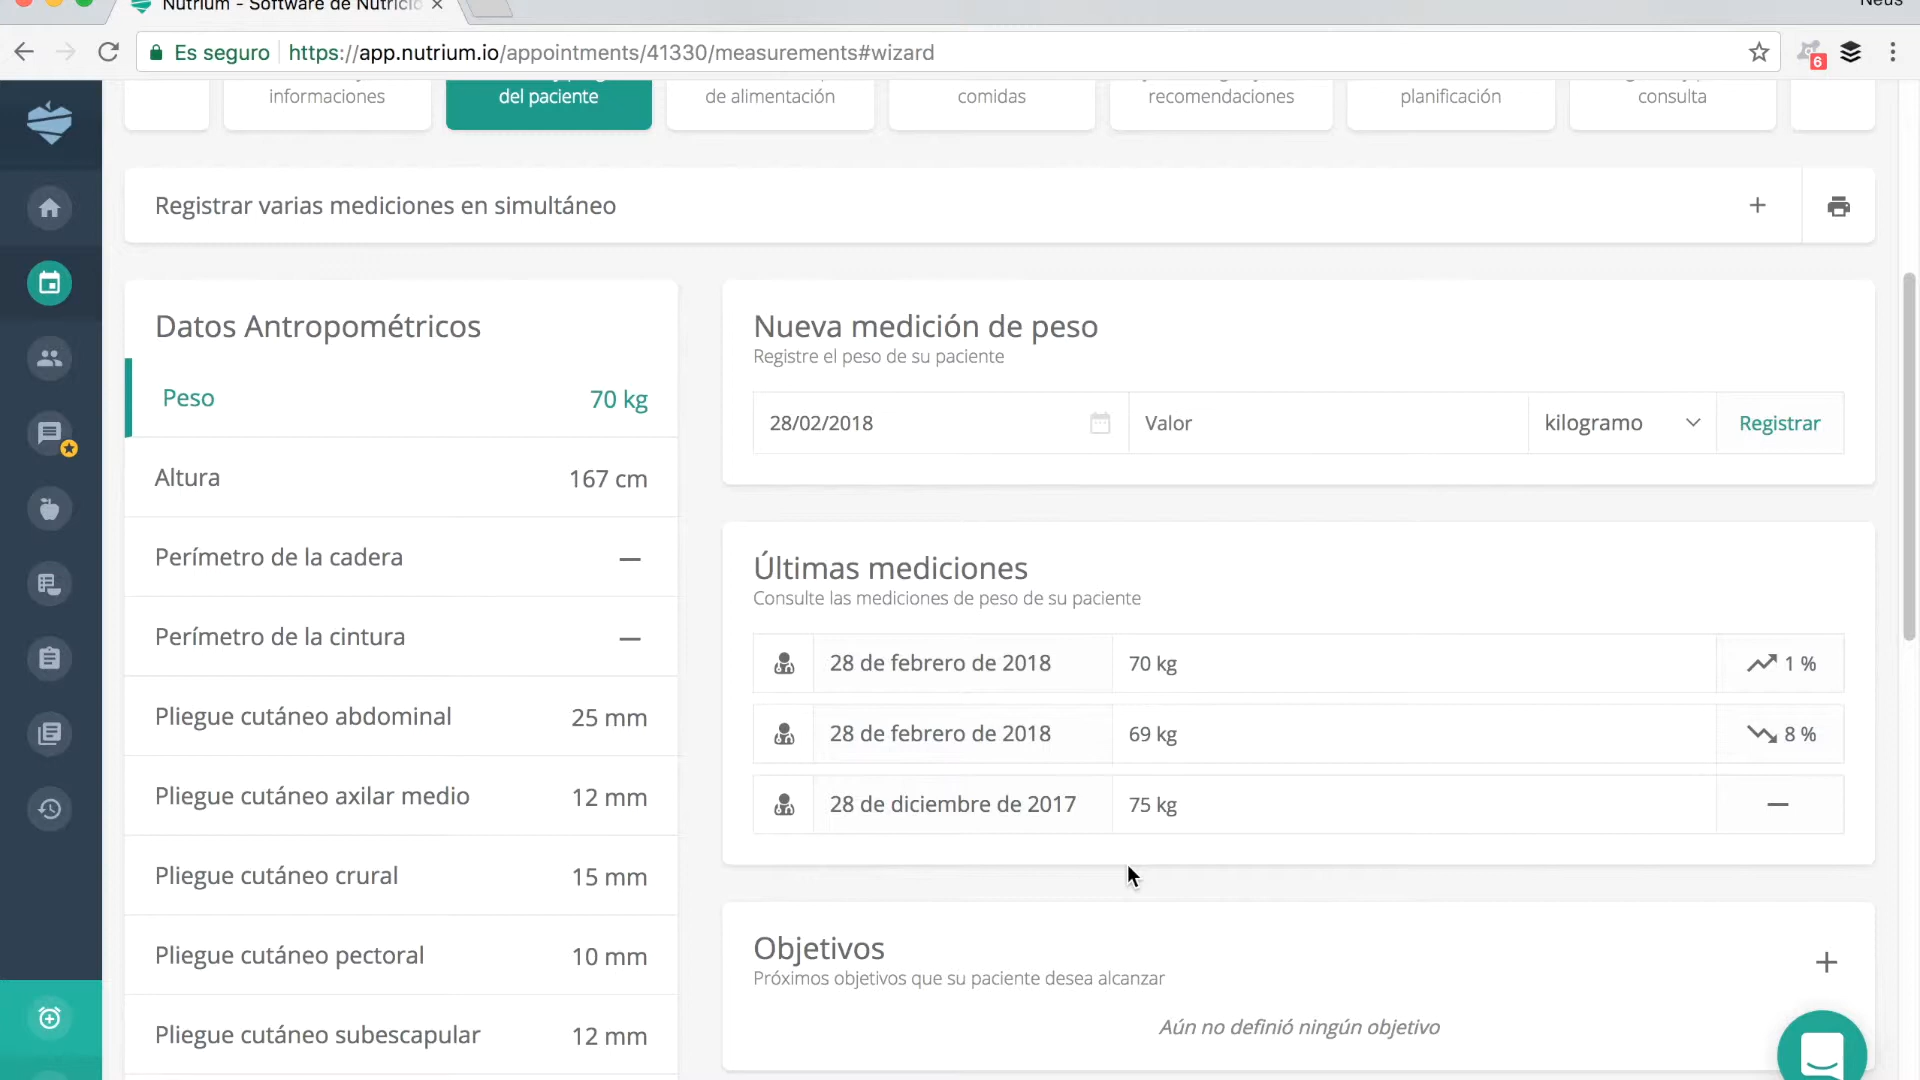 Nutrium - Software de Nutrició
Neus
Es seguro https://app.nutrium.io/appointments/41330/measurements#wizard
6
informaciones
del paciente
de alimentación
comidas
recomendaciones
planificación
consulta
Registrar varias mediciones en simultáneo
Datos Antropométricos
Peso 70 kg
Altura 167 cm
Perímetro de la cadera —
Perímetro de la cintura —
Pliegue cutáneo abdominal 25 mm
Pliegue cutáneo axilar medio 12 mm
Pliegue cutáneo crural 15 mm
Pliegue cutáneo pectoral 10 mm
Pliegue cutáneo subescapular 12 mm
Nueva medición de peso
Registre el peso de su paciente
28/02/2018 Valor kilogramo Registrar
Últimas mediciones
Consulte las mediciones de peso de su paciente
28 de febrero de 2018 70 kg 1 %
28 de febrero de 2018 69 kg 8 %
28 de diciembre de 2017 75 kg —
Objetivos
Próximos objetivos que su paciente desea alcanzar
Aún no definió ningún objetivo